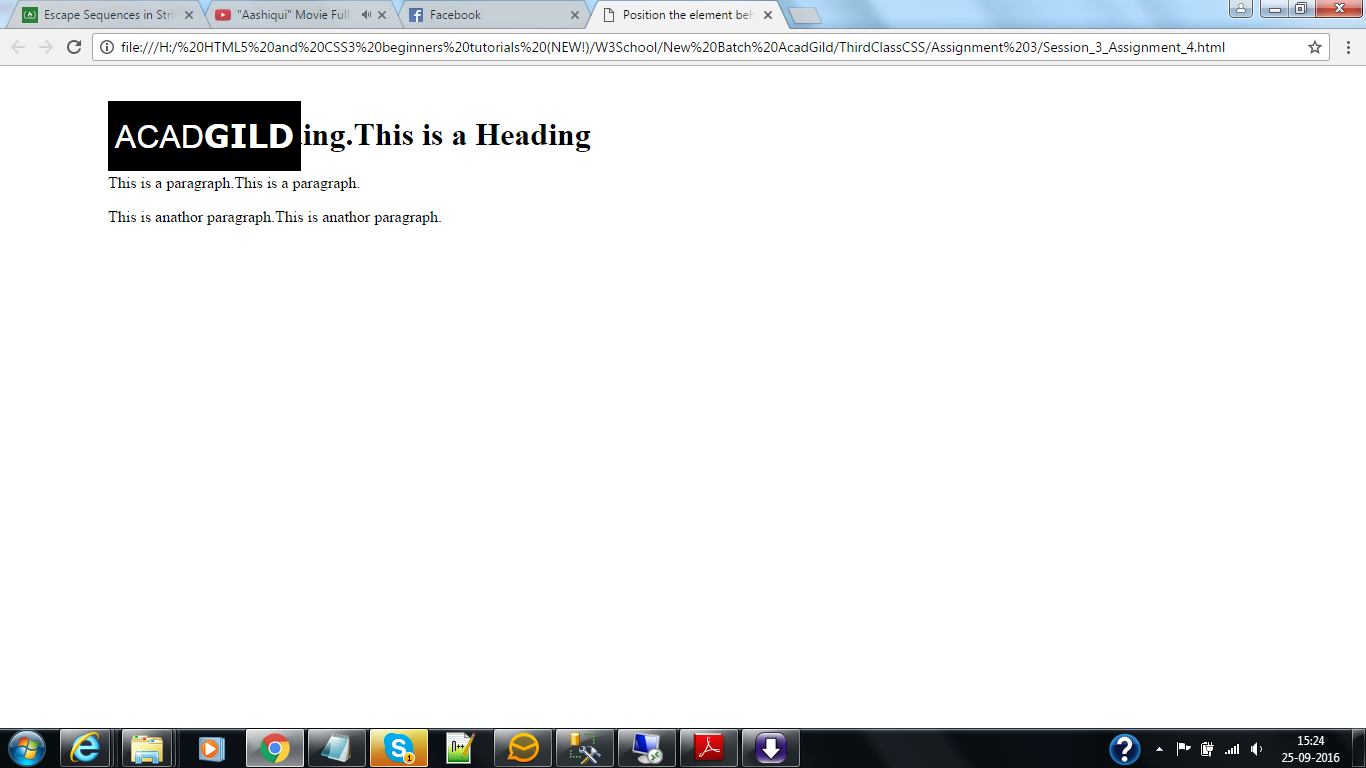 Escape Sequences in Stri
"Aashiqui" Movie Full
Facebook
Position the element beh
file:///H:/%20HTML5%20and%20CSS3%20beginners%20tutorials%20(NEW!)/W3School/New%20Batch%20AcadGild/ThirdClassCSS/Assignment%203/Session_3_Assignment_4.html
ACADGILD ing.This is a Heading
This is a paragraph.This is a paragraph.
This is anathor paragraph.This is anathor paragraph.
15:24
25-09-2016